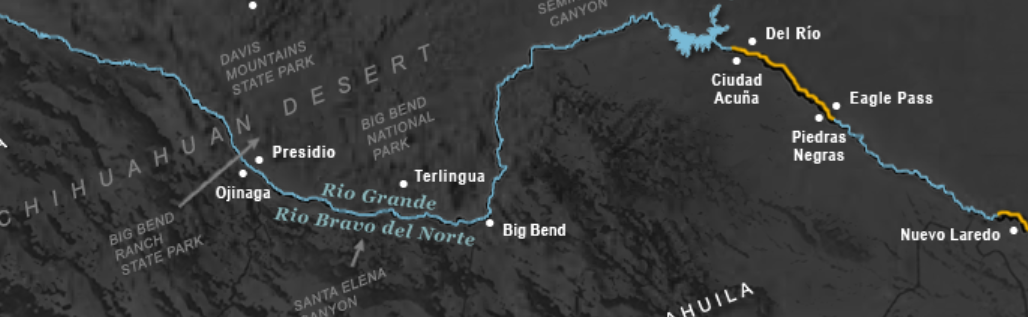 SEMI
CANYON
DAVIS
MOUNTAINS
STATE PARK
Del Río
Ciudad
Acuña
Eagle Pass
Piedras
Negras
CHIHUAHUAN DESERT
BIG BEND
NATIONAL
PARK
Presidio
Ojinaga
Terlingua
Rio Grande
Rio Bravo del Norte
Big Bend
Nuevo Laredo
BIG BEND
RANCH
STATE PARK
SANTA ELENA
CANYON
AHUILA